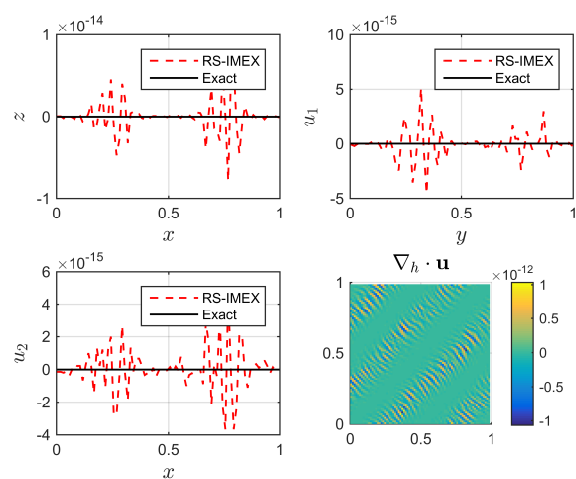 ×10⁻¹⁴
1
0
-1
z
RS-IMEX
Exact
0 0.5 1
x
×10⁻¹⁵
10
5
0
-5
u₁
RS-IMEX
Exact
0 0.5 1
y
×10⁻¹⁵
6
4
2
0
-2
-4
u₂
RS-IMEX
Exact
0 0.5 1
x
∇ₕ · u
1
0.5
0
0 0.5 1
×10⁻¹²
1
0.5
0
-0.5
-1